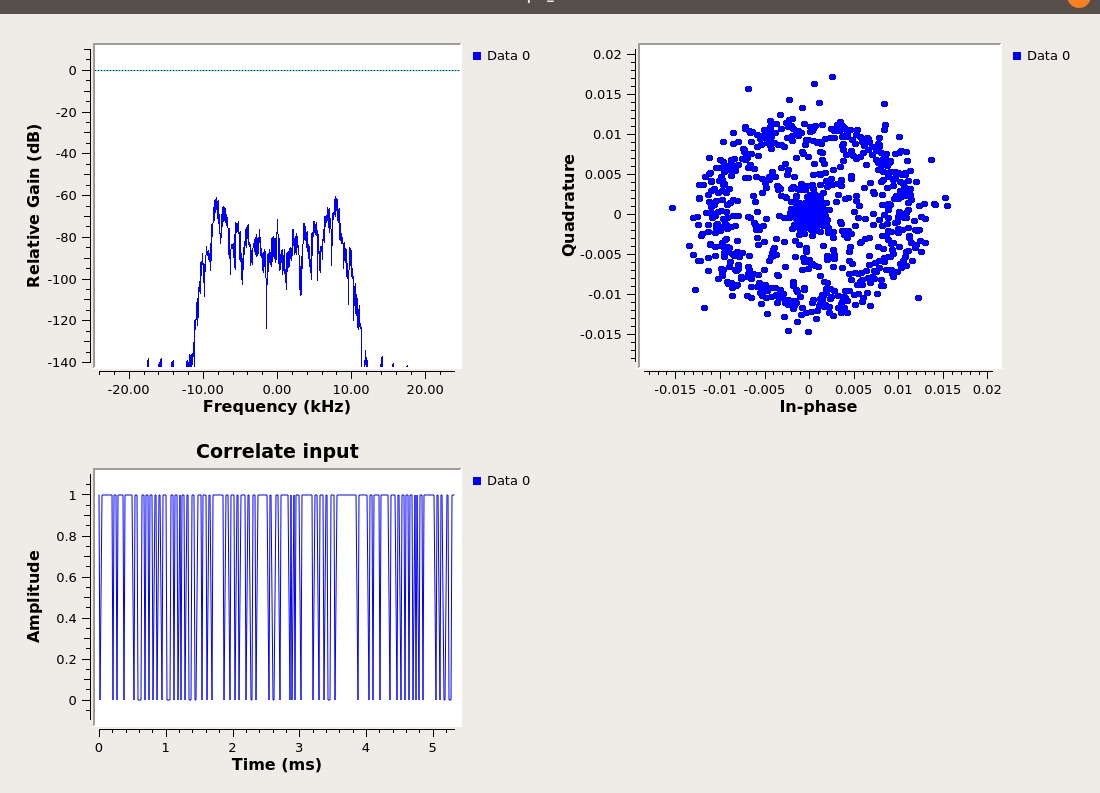 Data 0
0
-20
-40
-60
-80
-100
-120
-140
Relative Gain (dB)
-20.00 -10.00 0.00 10.00 20.00
Frequency (kHz)
Data 0
0.02
0.015
0.01
0.005
0
-0.005
-0.01
-0.015
Quadrature
-0.015 -0.01 -0.005 0 0.005 0.01 0.015 0.02
In-phase
Correlate input
Data 0
1
0.8
0.6
0.4
0.2
0
Amplitude
0 1 2 3 4 5
Time (ms)